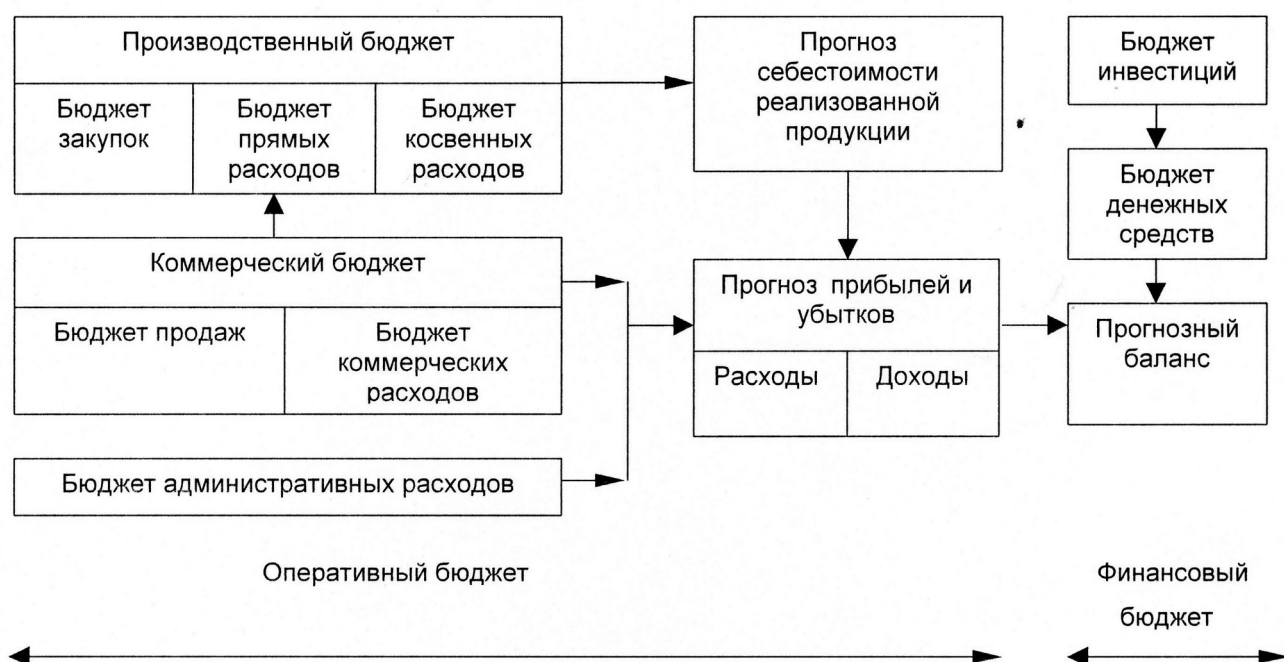 Производственный бюджет
Бюджет
закупок
Бюджет
прямых
расходов
Бюджет
косвенных
расходов
Прогноз
себестоимости
реализованной
продукции
Бюджет
инвестиций
Бюджет
денежных
средств
Коммерческий бюджет
Бюджет продаж
Бюджет
коммерческих
расходов
Прогноз прибылей и
убытков
Расходы
Доходы
Прогнозный
баланс
Бюджет административных расходов
Оперативный бюджет
Финансовый
бюджет